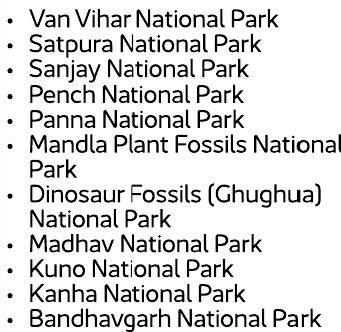 • Van Vihar National Park
• Satpura National Park
• Sanjay National Park
• Pench National Park
• Panna National Park
• Mandla Plant Fossils National
Park
• Dinosaur Fossils (Ghughua)
National Park
• Madhav National Park
• Kuno National Park
• Kanha National Park
• Bandhavgarh National Park